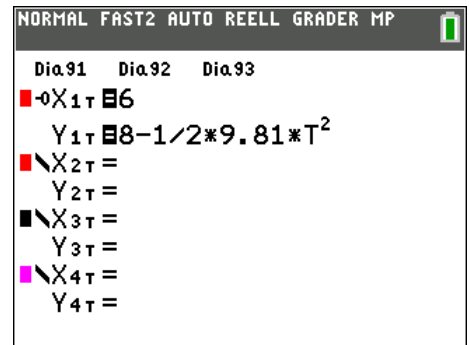 NORMAL FAST2 AUTO REELL GRADER MP
Dia91 Dia92 Dia93
X1T=6
Y1T=8-1/2*9.81*T²
X2T=
Y2T=
X3T=
Y3T=
X4T=
Y4T=